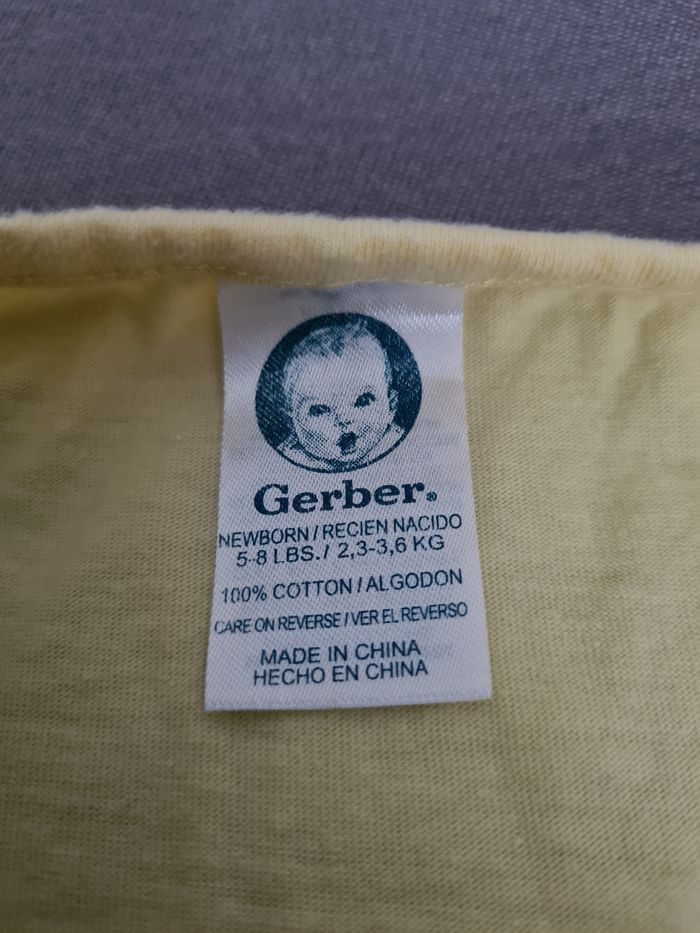 Gerber®
NEWBORN / RECIEN NACIDO
5-8 LBS. / 2,3-3,6 KG
100% COTTON / ALGODON
CARE ON REVERSE / VER EL REVERSO
MADE IN CHINA
HECHO EN CHINA